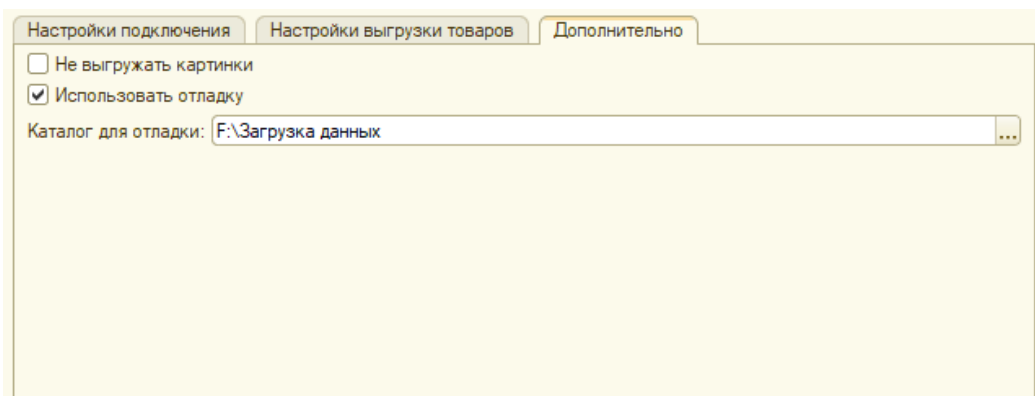 Настройки подключения Настройки выгрузки товаров Дополнительно
Не выгружать картинки
Использовать отладку
Каталог для отладки: F:\Загрузка данных ...